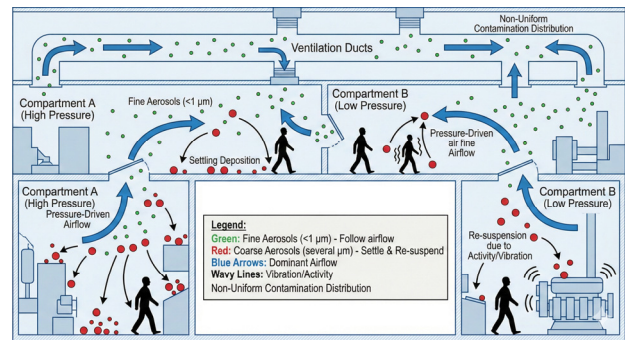 Non-Uniform
Contamination Distribution
Ventilation Ducts
Compartment A
(High Pressure)
Fine Aerosols (<1 μm)
Settling Deposition
Compartment B
(Low Pressure)
Pressure-Driven
air fine
Airflow
Compartment A
(High Pressure)
Pressure-Driven
Airflow
Legend:
Green: Fine Aerosols (<1 μm) - Follow airflow
Red: Coarse Aerosols (several μm) - Settle & Re-suspend
Blue Arrows: Dominant Airflow
Wavy Lines: Vibration/Activity
Non-Uniform Contamination Distribution
Compartment B
(Low Pressure)
Re-suspension
due to
Activity/Vibration